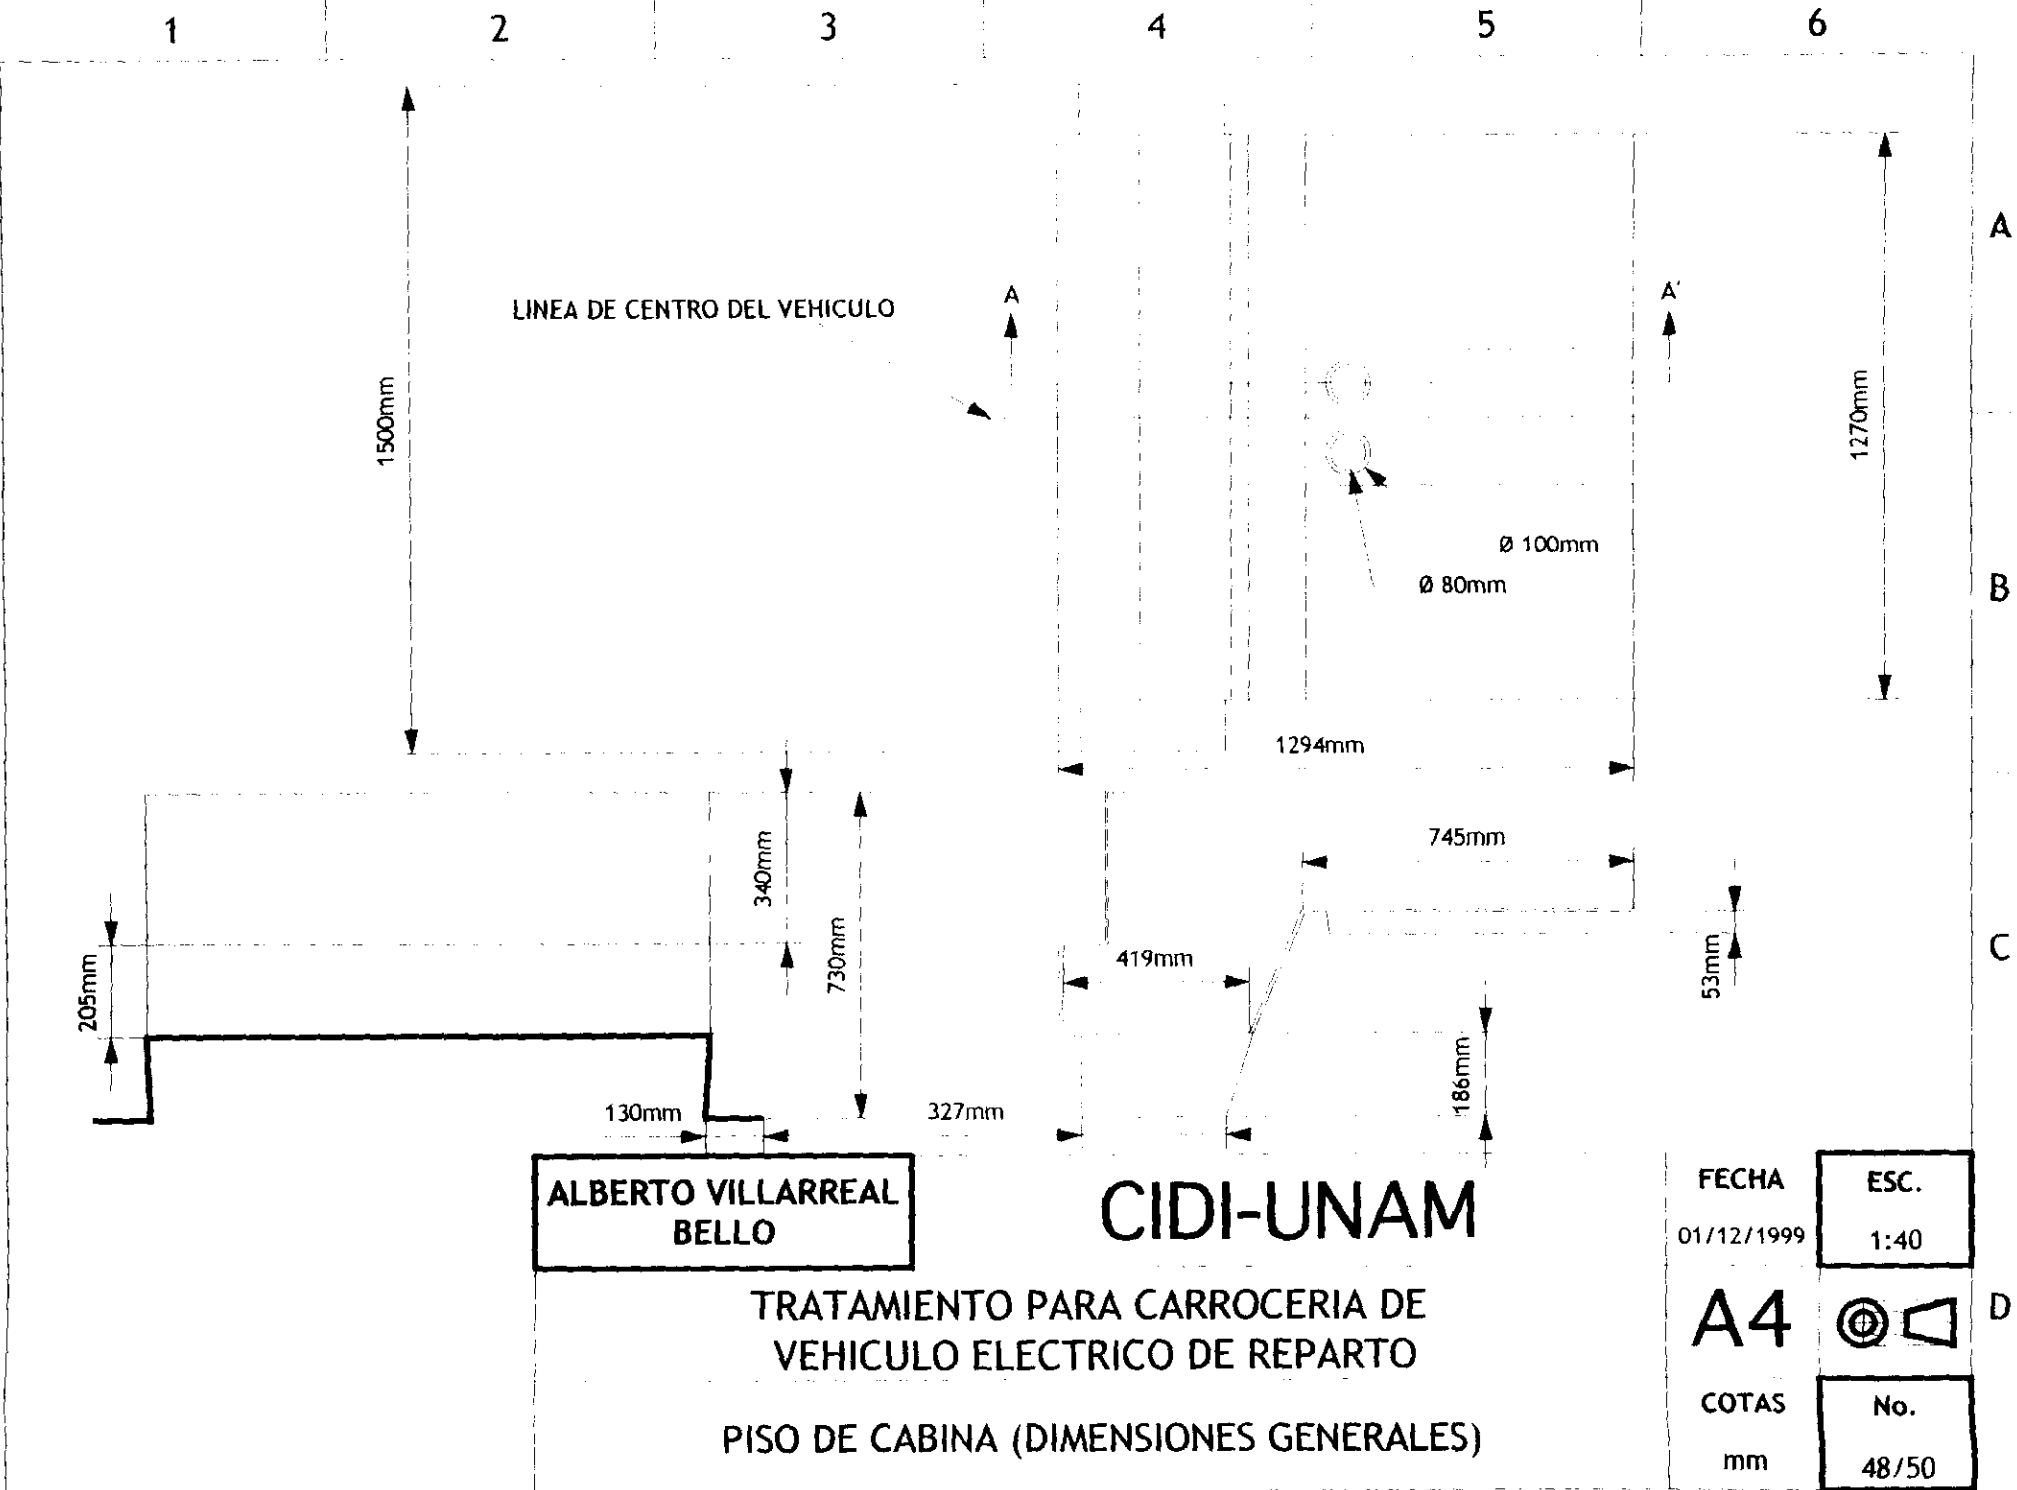 1 2 3 4 5 6
A
LINEA DE CENTRO DEL VEHICULO
A
A'
1500mm
1270mm
Ø 100mm
Ø 80mm
B
1294mm
745mm
340mm
730mm
419mm
205mm
53mm
C
186mm
130mm
327mm
ALBERTO VILLARREAL
BELLO
CIDI-UNAM
FECHA
01/12/1999
ESC.
1:40
TRATAMIENTO PARA CARROCERIA DE
VEHICULO ELECTRICO DE REPARTO
A4
D
PISO DE CABINA (DIMENSIONES GENERALES)
COTAS
mm
No.
48/50